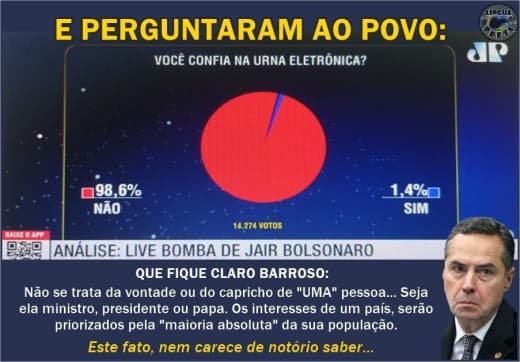 E PERGUNTARAM AO POVO:
LÍNGUA
JP
VOCÊ CONFIA NA URNA ELETRÔNICA?
98,6%
NÃO
1,4%
SIM
14.274 VOTOS
BAIXE O APP
ANÁLISE: LIVE BOMBA DE JAIR BOLSONARO
QUE FIQUE CLARO BARROSO:
Não se trata da vontade ou do capricho de "UMA" pessoa... Seja
ela ministro, presidente ou papa. Os interesses de um país, serão
priorizados pela "maioria absoluta" da sua população.
Este fato, nem carece de notório saber...